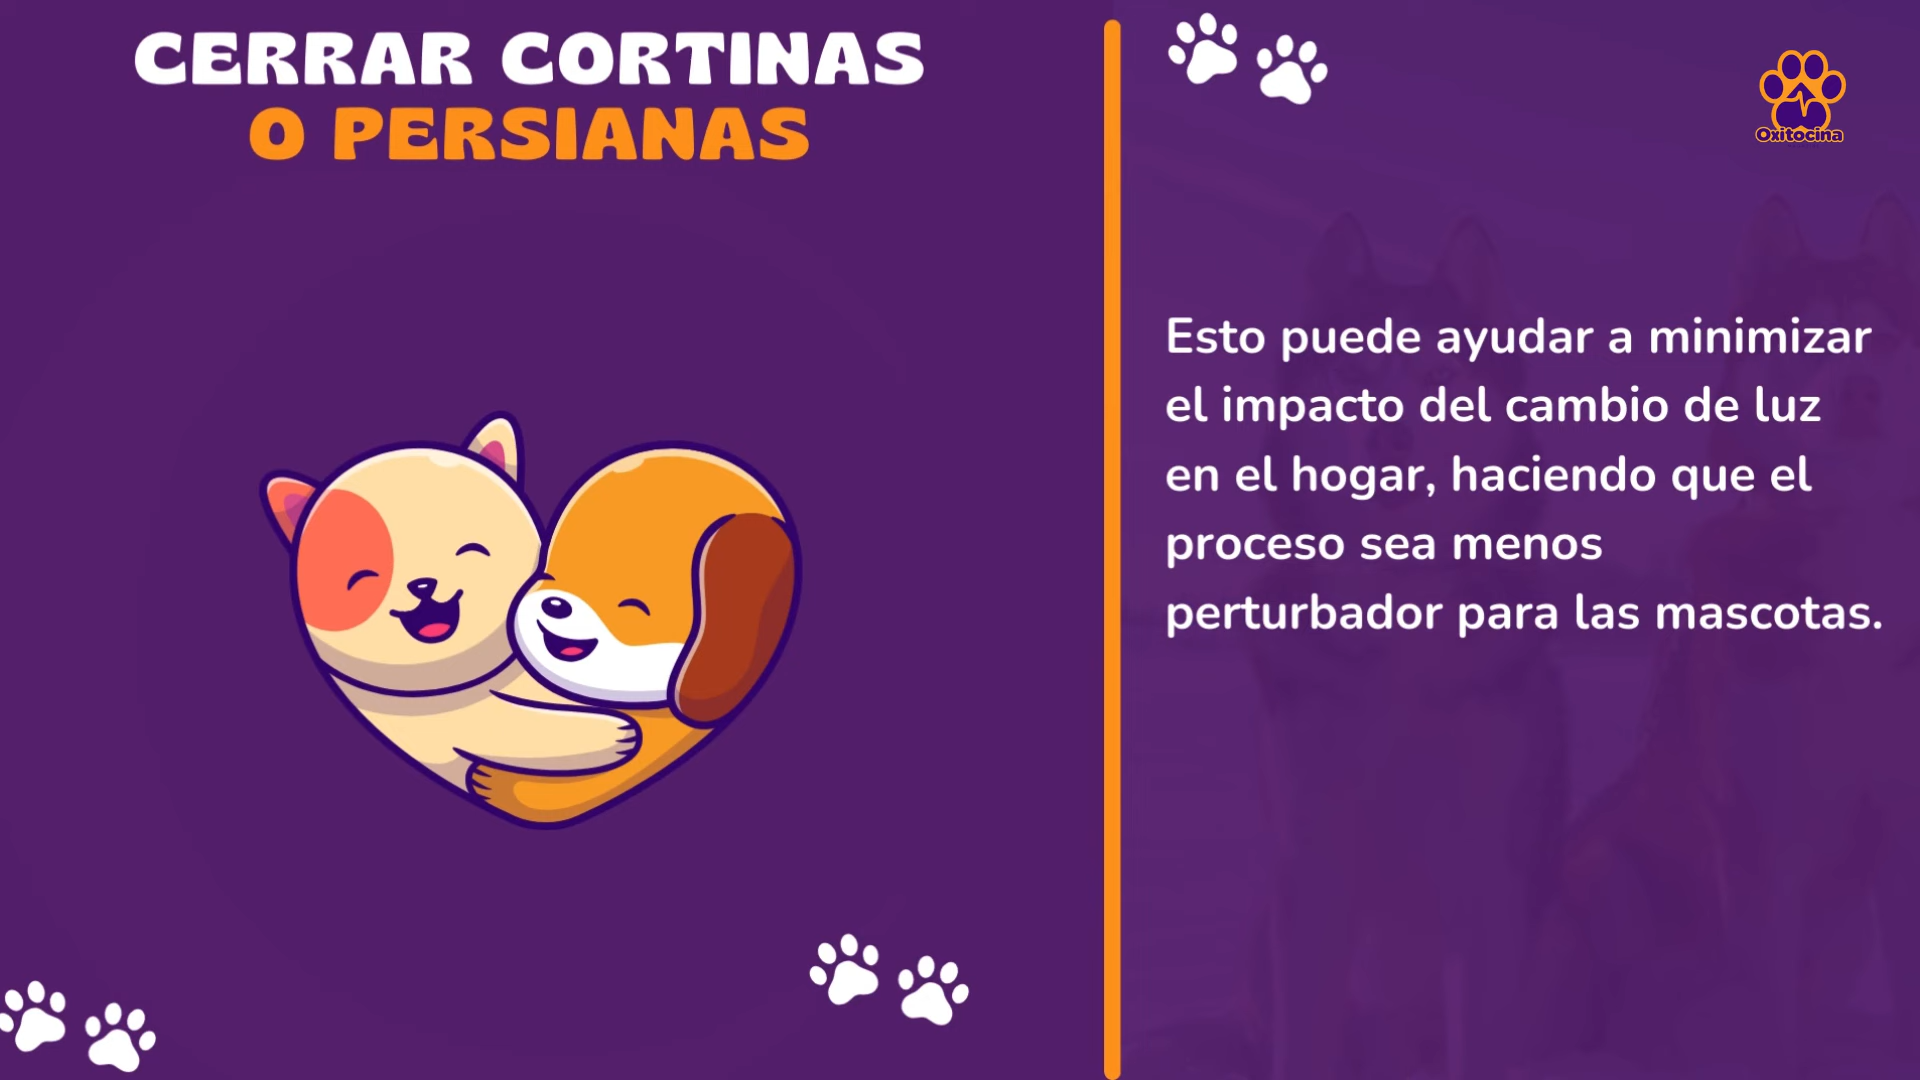 CERRAR CORTINAS
O PERSIANAS
Oxitocina
Esto puede ayudar a minimizar
el impacto del cambio de luz
en el hogar, haciendo que el
proceso sea menos
perturbador para las mascotas.